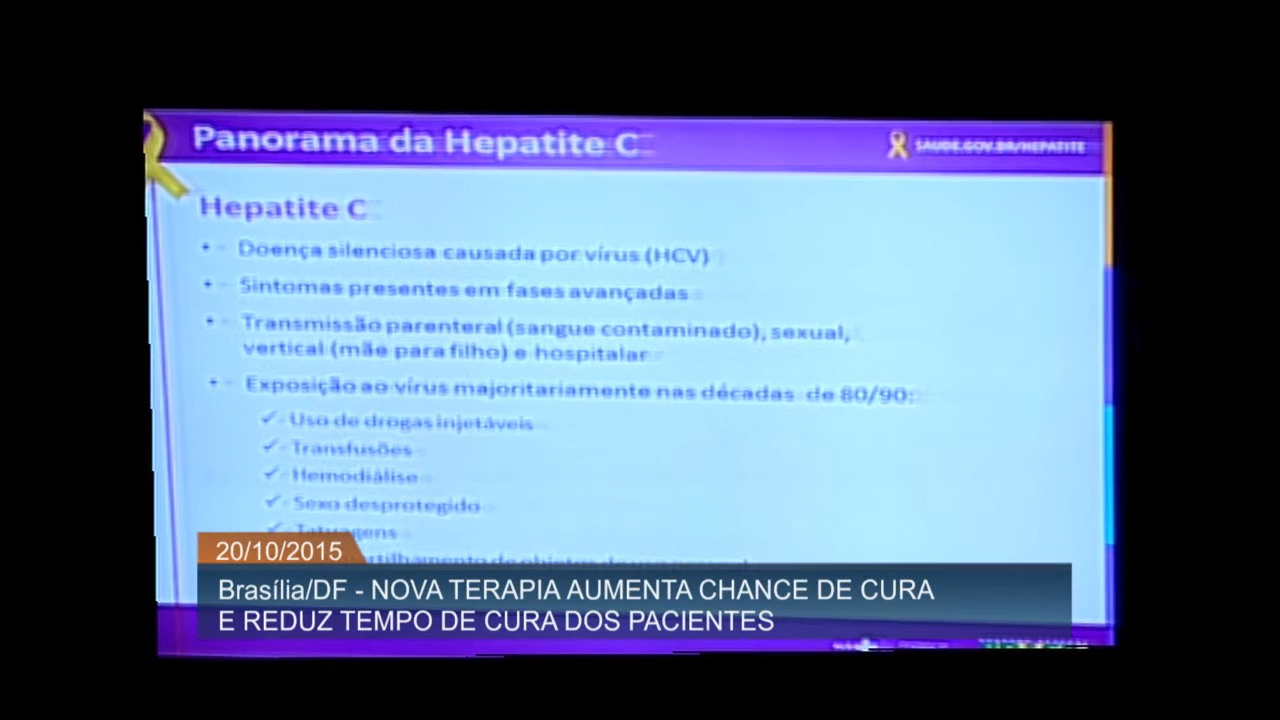 Panorama da Hepatite C
SAUDE.GOV.BR/HEPATITE
Hepatite C
Doença silenciosa causada por vírus (HCV)
Sintomas presentes em fases avançadas
Transmissão parenteral (sangue contaminado), sexual,
vertical (mãe para filho) e hospitalar
Exposição ao vírus majoritariamente nas décadas de 80/90:
✓ Uso de drogas injetáveis
✓ Transfusões
✓ Hemodiálise
✓ Sexo desprotegido
✓ Tatuagens
20/10/2015
Brasília/DF - NOVA TERAPIA AUMENTA CHANCE DE CURA
E REDUZ TEMPO DE CURA DOS PACIENTES